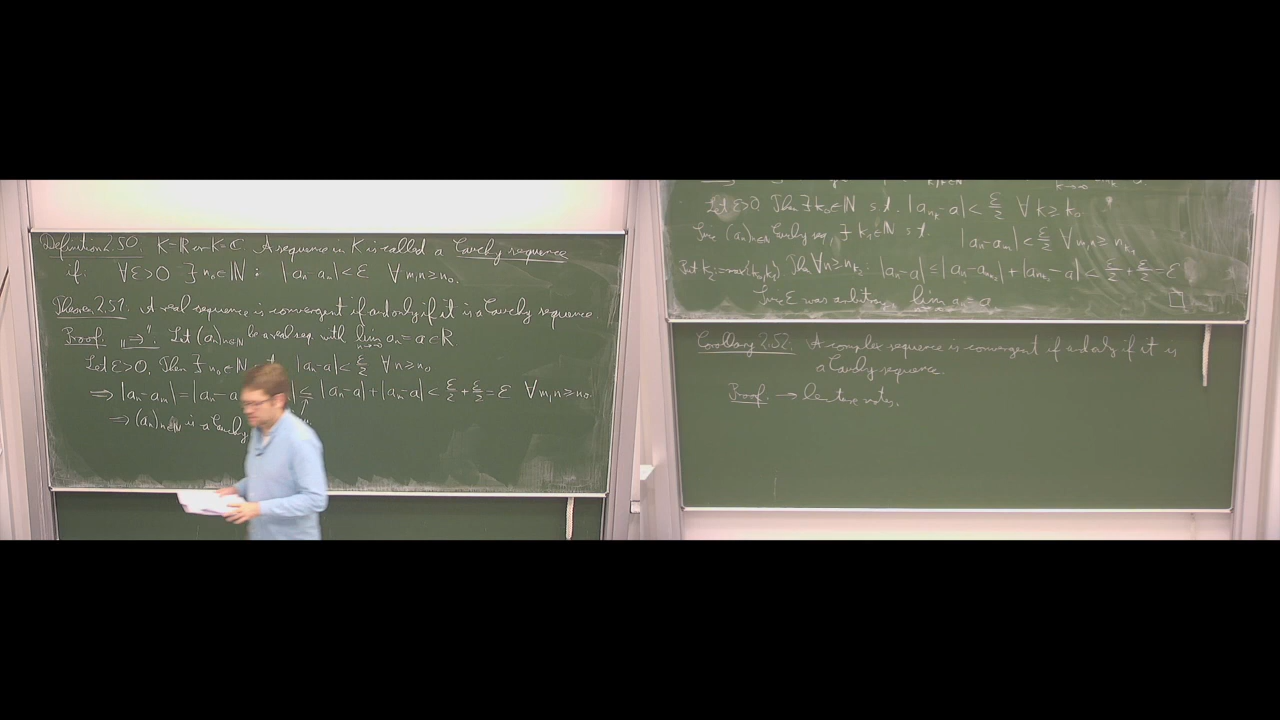 Definition 2.50. K=ℝ or K=ℂ. A sequence in K is called a Cauchy sequence
if: ∀ε>0 ∃ n₀∈ℕ : |aₙ-aₘ|<ε ∀m,n≥n₀.
Theorem 2.51. A real sequence is convergent if and only if it is a Cauchy sequence.
Proof: "⇒": Let (aₙ)ₙ∈ℕ be a real seq. with lim n→∞ aₙ = a∈ℝ.
Let ε>0. Then ∃ n₀∈ℕ |aₙ-a|<ε/2 ∀n≥n₀
⇒ |aₙ-aₘ|=|aₙ-a | ≤ |aₙ-a|+|aₘ-a| < ε/2+ε/2=ε ∀m,n≥n₀.
⇒ (aₙ)ₙ∈ℕ is a Cauchy
Let ε>0. Then ∃ k₀∈ℕ s.t. |aₙₖ-a|<ε/2 ∀k≥k₀
Since (aₙ)ₙ∈ℕ Cauchy seq. ∃ k₁∈ℕ s.t. |aₙ-aₘ|<ε/2 ∀m,n≥nₖ₁
Put k₂:=max(k₀,k₁) Then ∀n≥nₖ₂: |aₙ-a|≤|aₙ-aₙₖ₂|+|aₙₖ₂-a|<ε/2+ε/2=ε
Since ε was arbitrary lim aₙ=a □
Corollary 2.52. A complex sequence is convergent if and only if it is
a Cauchy sequence.
Proof. → lecture notes.